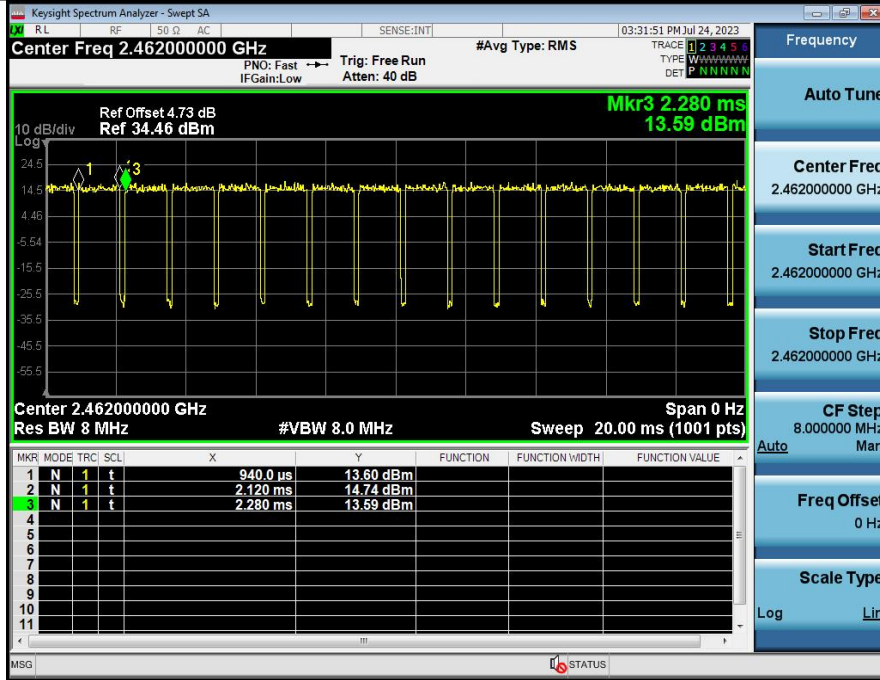 Keysight Spectrum Analyzer - Swept SA
LXI RL RF 50 Ω AC SENSE:INT 03:31:51 PM Jul 24, 2023
Center Freq 2.462000000 GHz #Avg Type: RMS TRACE 1 2 3 4 5 6
PNO: Fast Trig: Free Run TYPE WWWWWW
IFGain:Low Atten: 40 dB DET P N N N N N
Mkr3 2.280 ms
Ref Offset 4.73 dB
10 dB/div Ref 34.46 dBm 13.59 dBm
Log
1 3
24.5
14.5
4.46
-5.54
-15.5
-25.5
-35.5
-45.5
-55.5
Center 2.462000000 GHz Span 0 Hz
Res BW 8 MHz #VBW 8.0 MHz Sweep 20.00 ms (1001 pts)
MKR MODE TRC SCL X Y FUNCTION FUNCTION WIDTH FUNCTION VALUE
1 N 1 t 940.0 µs 13.60 dBm
2 N 1 t 2.120 ms 14.74 dBm
3 N 1 t 2.280 ms 13.59 dBm
4
5
6
7
8
9
10
11
MSG STATUS
Frequency
Auto Tune
Center Freq
2.462000000 GHz
Start Freq
2.462000000 GHz
Stop Freq
2.462000000 GHz
CF Step
8.000000 MHz
Auto Man
Freq Offset
0 Hz
Scale Type
Log Lin